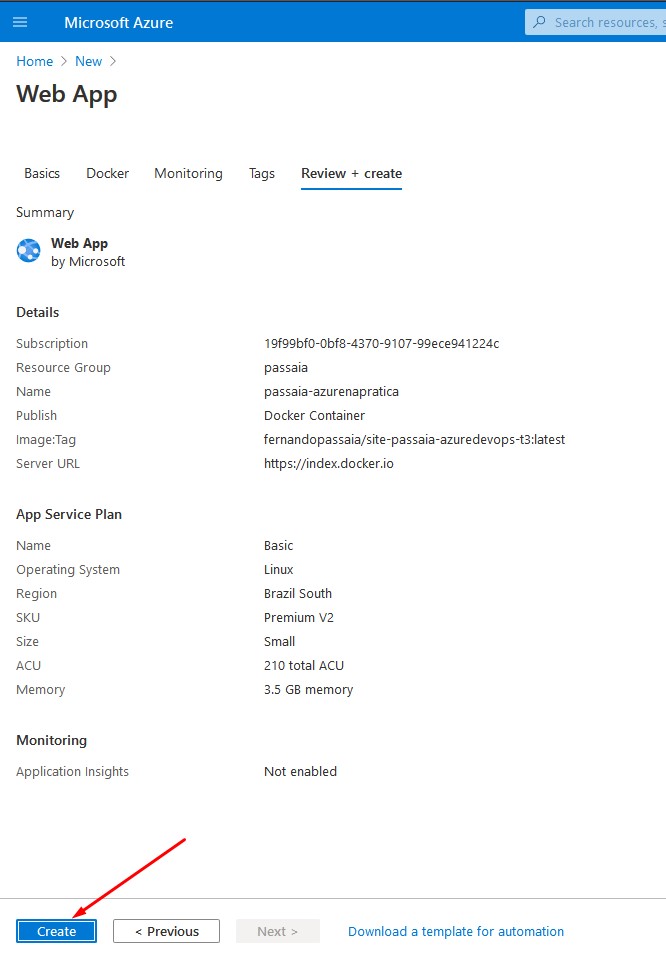 Microsoft Azure
Search resources, s
Home > New >
Web App
Basics Docker Monitoring Tags Review + create
Summary
Web App
by Microsoft
Details
Subscription 19f99bf0-0bf8-4370-9107-99ece941224c
Resource Group passaia
Name passaia-azurenapratica
Publish Docker Container
Image:Tag fernandopassaia/site-passaia-azuredevops-t3:latest
Server URL https://index.docker.io
App Service Plan
Name Basic
Operating System Linux
Region Brazil South
SKU Premium V2
Size Small
ACU 210 total ACU
Memory 3.5 GB memory
Monitoring
Application Insights Not enabled
Create < Previous Next > Download a template for automation